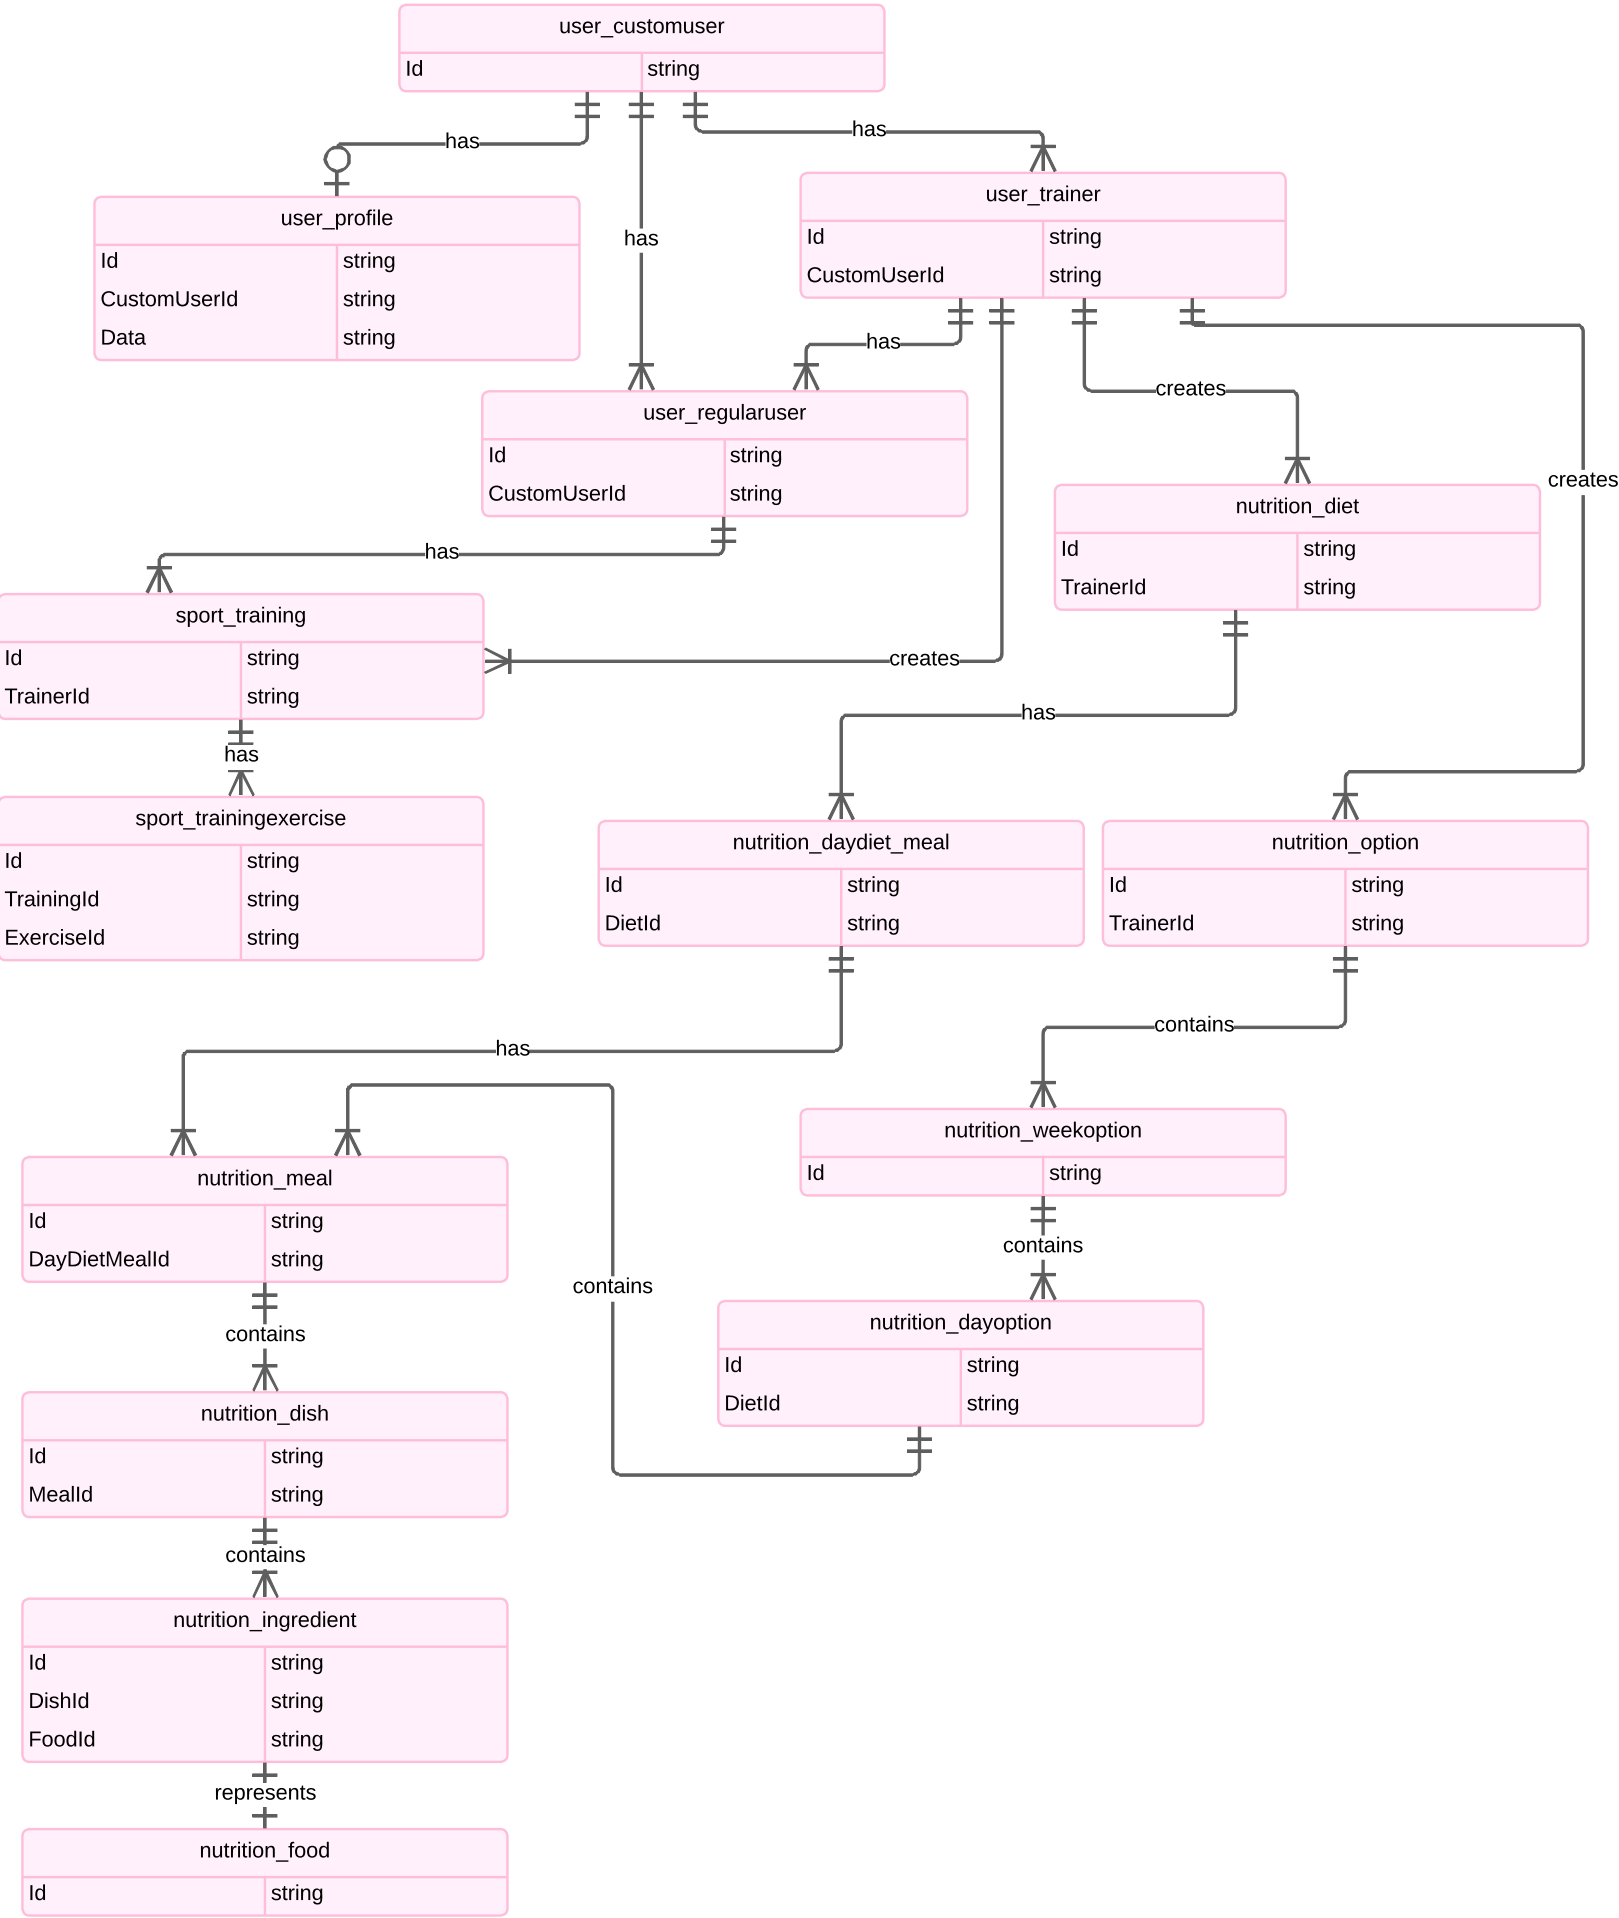 user_customuser
Id string
has
has
has
user_profile
Id string
CustomUserId string
Data string
user_trainer
Id string
CustomUserId string
has
creates
creates
user_regularuser
Id string
CustomUserId string
nutrition_diet
Id string
TrainerId string
has
sport_training
Id string
TrainerId string
creates
has
has
sport_trainingexercise
Id string
TrainingId string
ExerciseId string
nutrition_daydiet_meal
Id string
DietId string
nutrition_option
Id string
TrainerId string
contains
has
nutrition_weekoption
Id string
nutrition_meal
Id string
DayDietMealId string
contains
contains
contains
nutrition_dayoption
Id string
DietId string
nutrition_dish
Id string
MealId string
contains
nutrition_ingredient
Id string
DishId string
FoodId string
represents
nutrition_food
Id string